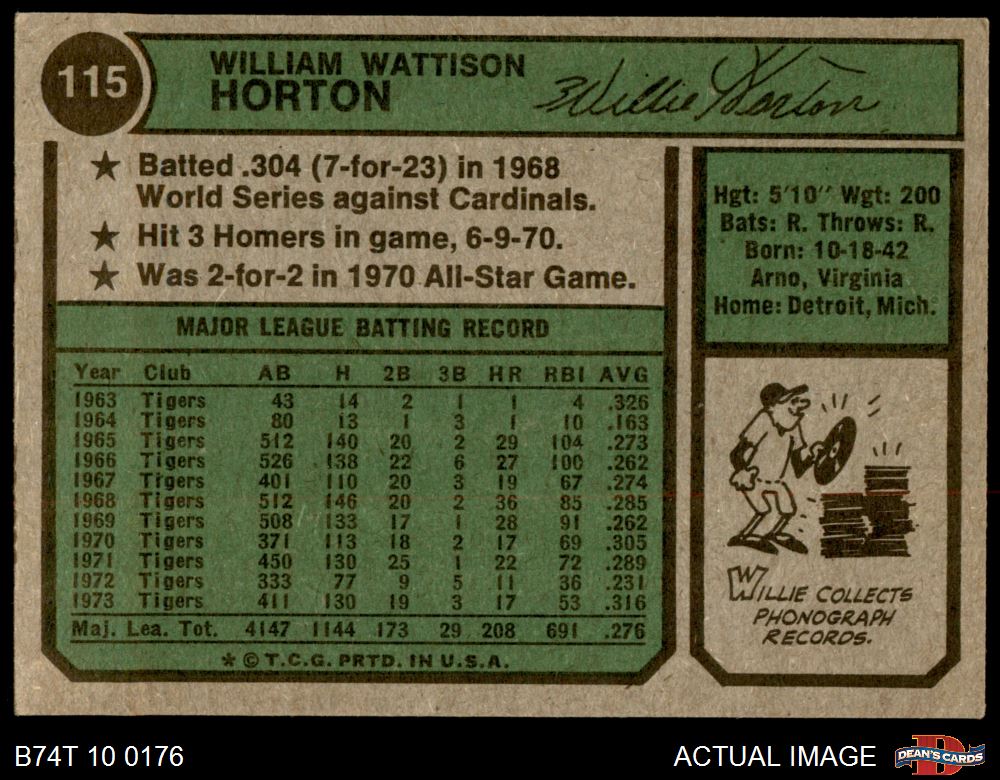 115
WILLIAM WATTISON
HORTON
Willie Horton
★ Batted .304 (7-for-23) in 1968
World Series against Cardinals.
★ Hit 3 Homers in game, 6-9-70.
★ Was 2-for-2 in 1970 All-Star Game.
MAJOR LEAGUE BATTING RECORD
Year Club AB H 2B 3B HR RBI AVG
1963 Tigers 43 14 2 1 1 4 .326
1964 Tigers 80 13 1 3 1 10 .163
1965 Tigers 512 140 20 2 29 104 .273
1966 Tigers 526 138 22 6 27 100 .262
1967 Tigers 401 110 20 3 19 67 .274
1968 Tigers 512 146 20 2 36 85 .285
1969 Tigers 508 133 17 1 28 91 .262
1970 Tigers 371 113 18 2 17 69 .305
1971 Tigers 450 130 25 1 22 72 .289
1972 Tigers 333 77 9 5 11 36 .231
1973 Tigers 411 130 19 3 17 53 .316
Maj. Lea. Tot. 4147 1144 173 29 208 691 .276
* © T.C.G. PRTD. IN U.S.A.
Hgt: 5'10" Wgt: 200
Bats: R. Throws: R.
Born: 10-18-42
Arno, Virginia
Home: Detroit, Mich.
WILLIE COLLECTS
PHONOGRAPH
RECORDS.
B74T 10 0176
ACTUAL IMAGE
D
DEAN'S CARDS